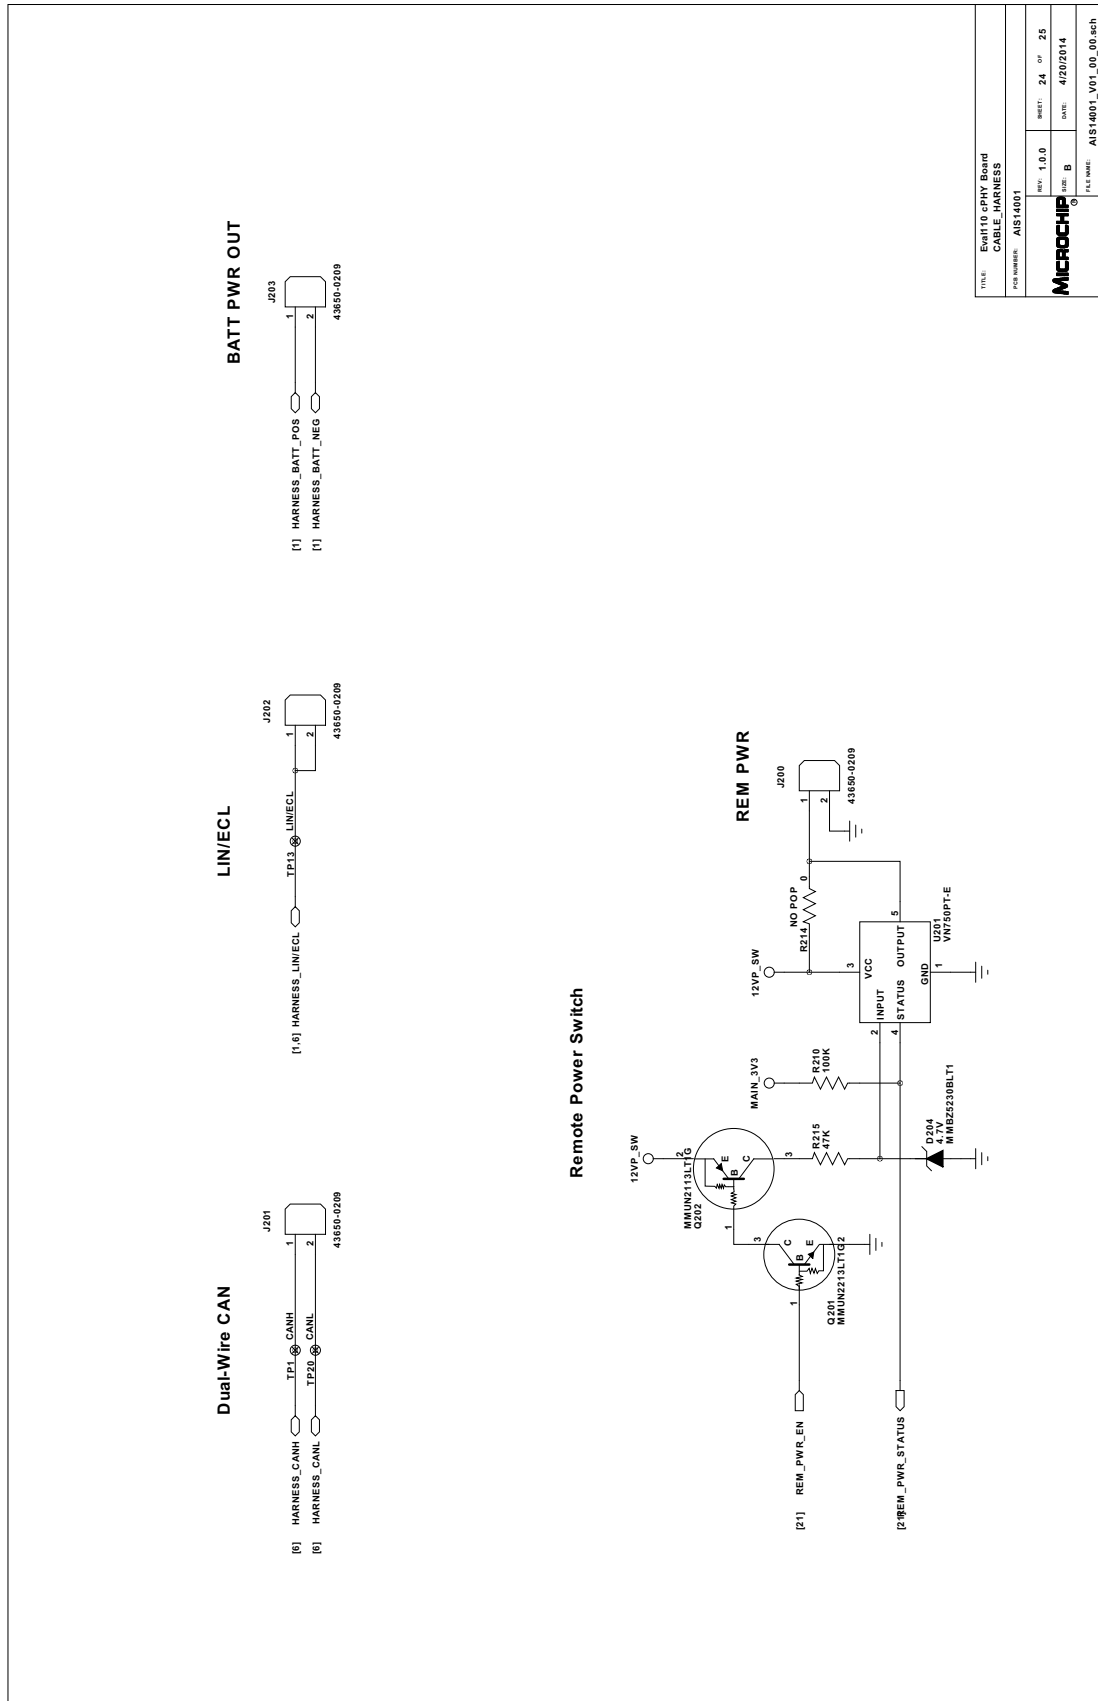 Dual-Wire CAN
[6] HARNESS_CANH
TP1
CANH
1
[6] HARNESS_CANL
TP20
CANL
2
J201
43650-0209
LIN/ECL
[1,6] HARNESS_LIN/ECL
TP13
LIN/ECL
1
2
J202
43650-0209
BATT PWR OUT
[1] HARNESS_BATT_POS
1
[1] HARNESS_BATT_NEG
2
J203
43650-0209
Remote Power Switch
12VP_SW
2
MMUN2113LT1G
Q202
E
B
C
1
3
3
C
B
E
1
2
Q201
MMUN2213LT1G
[21] REM_PWR_EN
[21] REM_PWR_STATUS
R215
47K
MAIN_3V3
R210
100K
D204
4.7V
MMBZ5230BLT1
12VP_SW
R214
NO POP
0
3
VCC
2
INPUT
4
STATUS
OUTPUT
5
GND
1
U201
VN750PT-E
REM PWR
J200
1
2
43650-0209
TITLE: Eval110 cPHY Board
CABLE_HARNESS
PCB NUMBER: AIS14001
MICROCHIP ®
REV: 1.0.0
SHEET: 24 OF 25
SIZE: B
DATE: 4/20/2014
FILE NAME: AIS14001_V01_00_00.sch